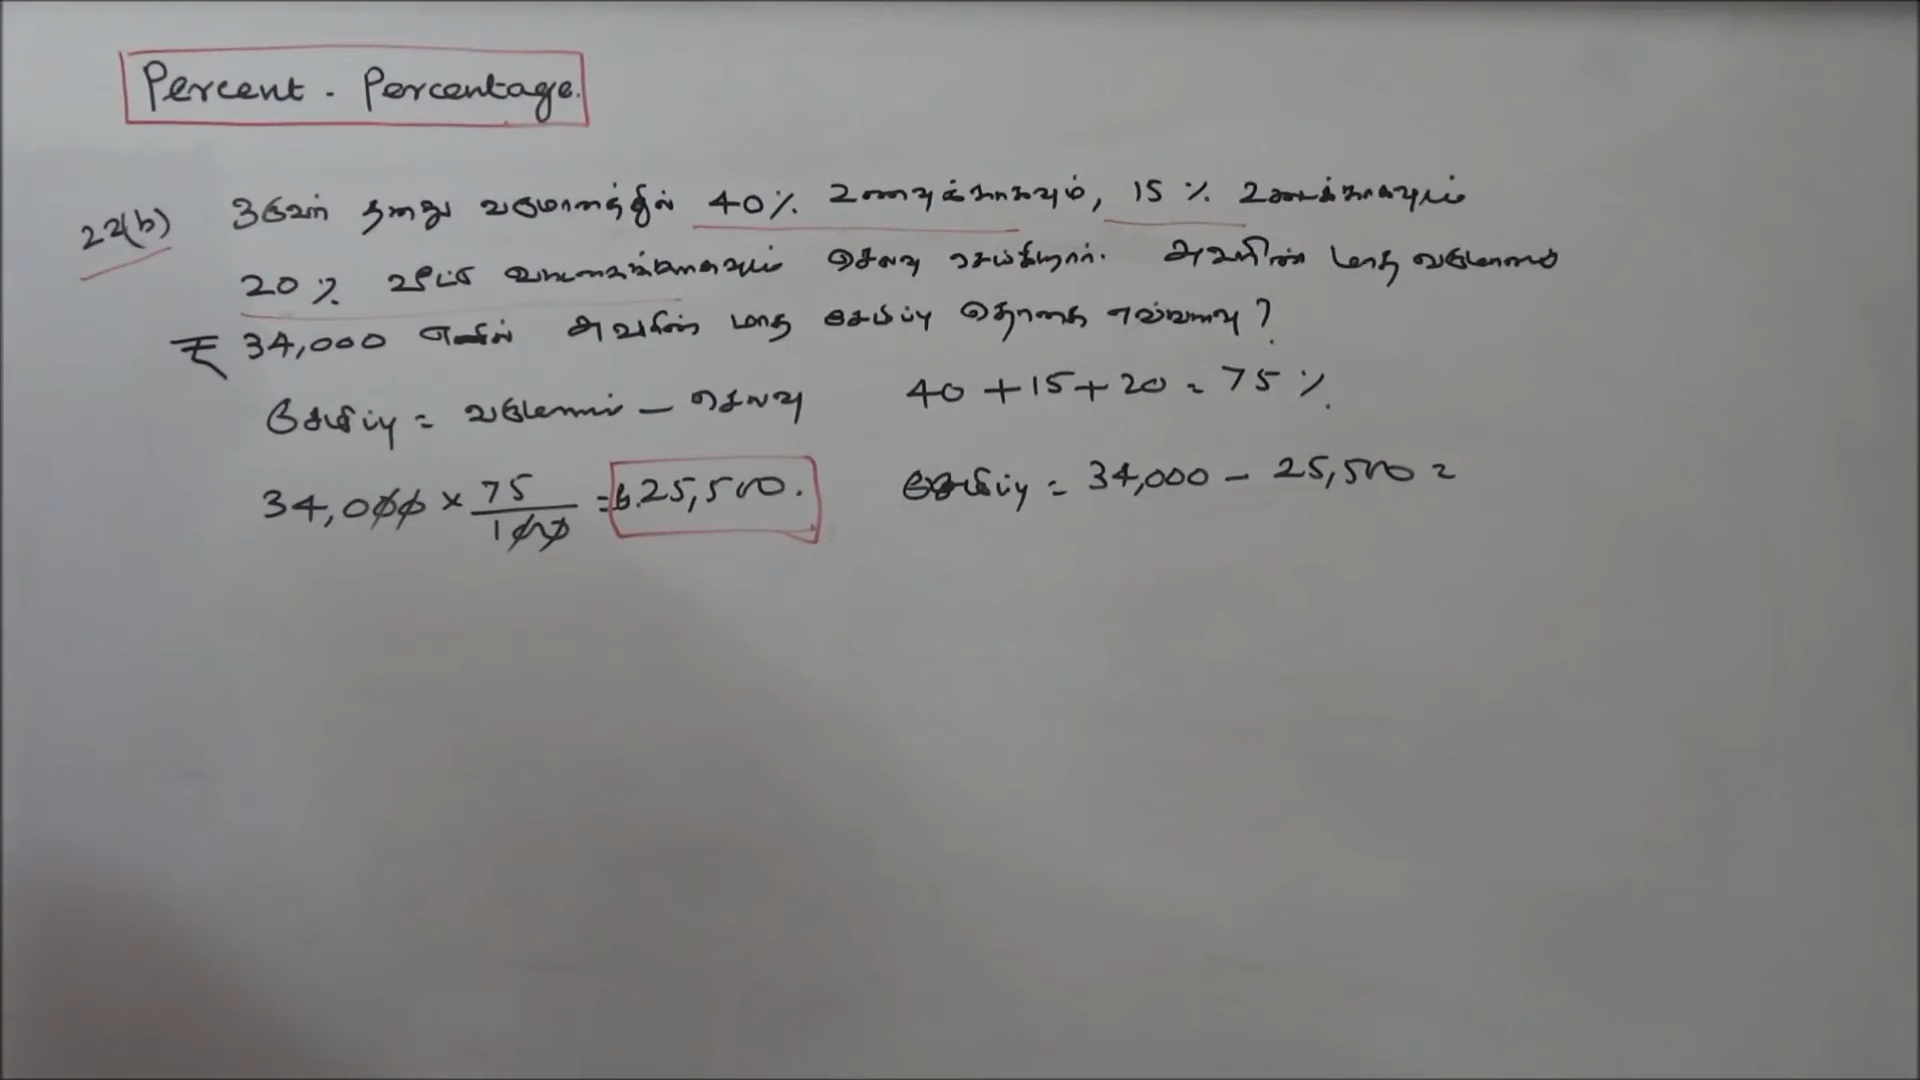 Percent - Percentage.
22(b) ஒருவர் தனது வருமானத்தில் 40% உணவுக்காகவும், 15% உடைக்காகவும்
20% வீட்டு வாடகைக்காகவும் செலவு செய்கிறார். அவரின் மாத வருமானம்
₹ 34,000 எனில் அவரின் மாத சேமிப்பு தொகை எவ்வளவு?
சேமிப்பு = வருமானம் - செலவு 40 + 15 + 20 = 75 %
34,000 × 75/100 = ரூ.25,500. சேமிப்பு = 34,000 - 25,500 =